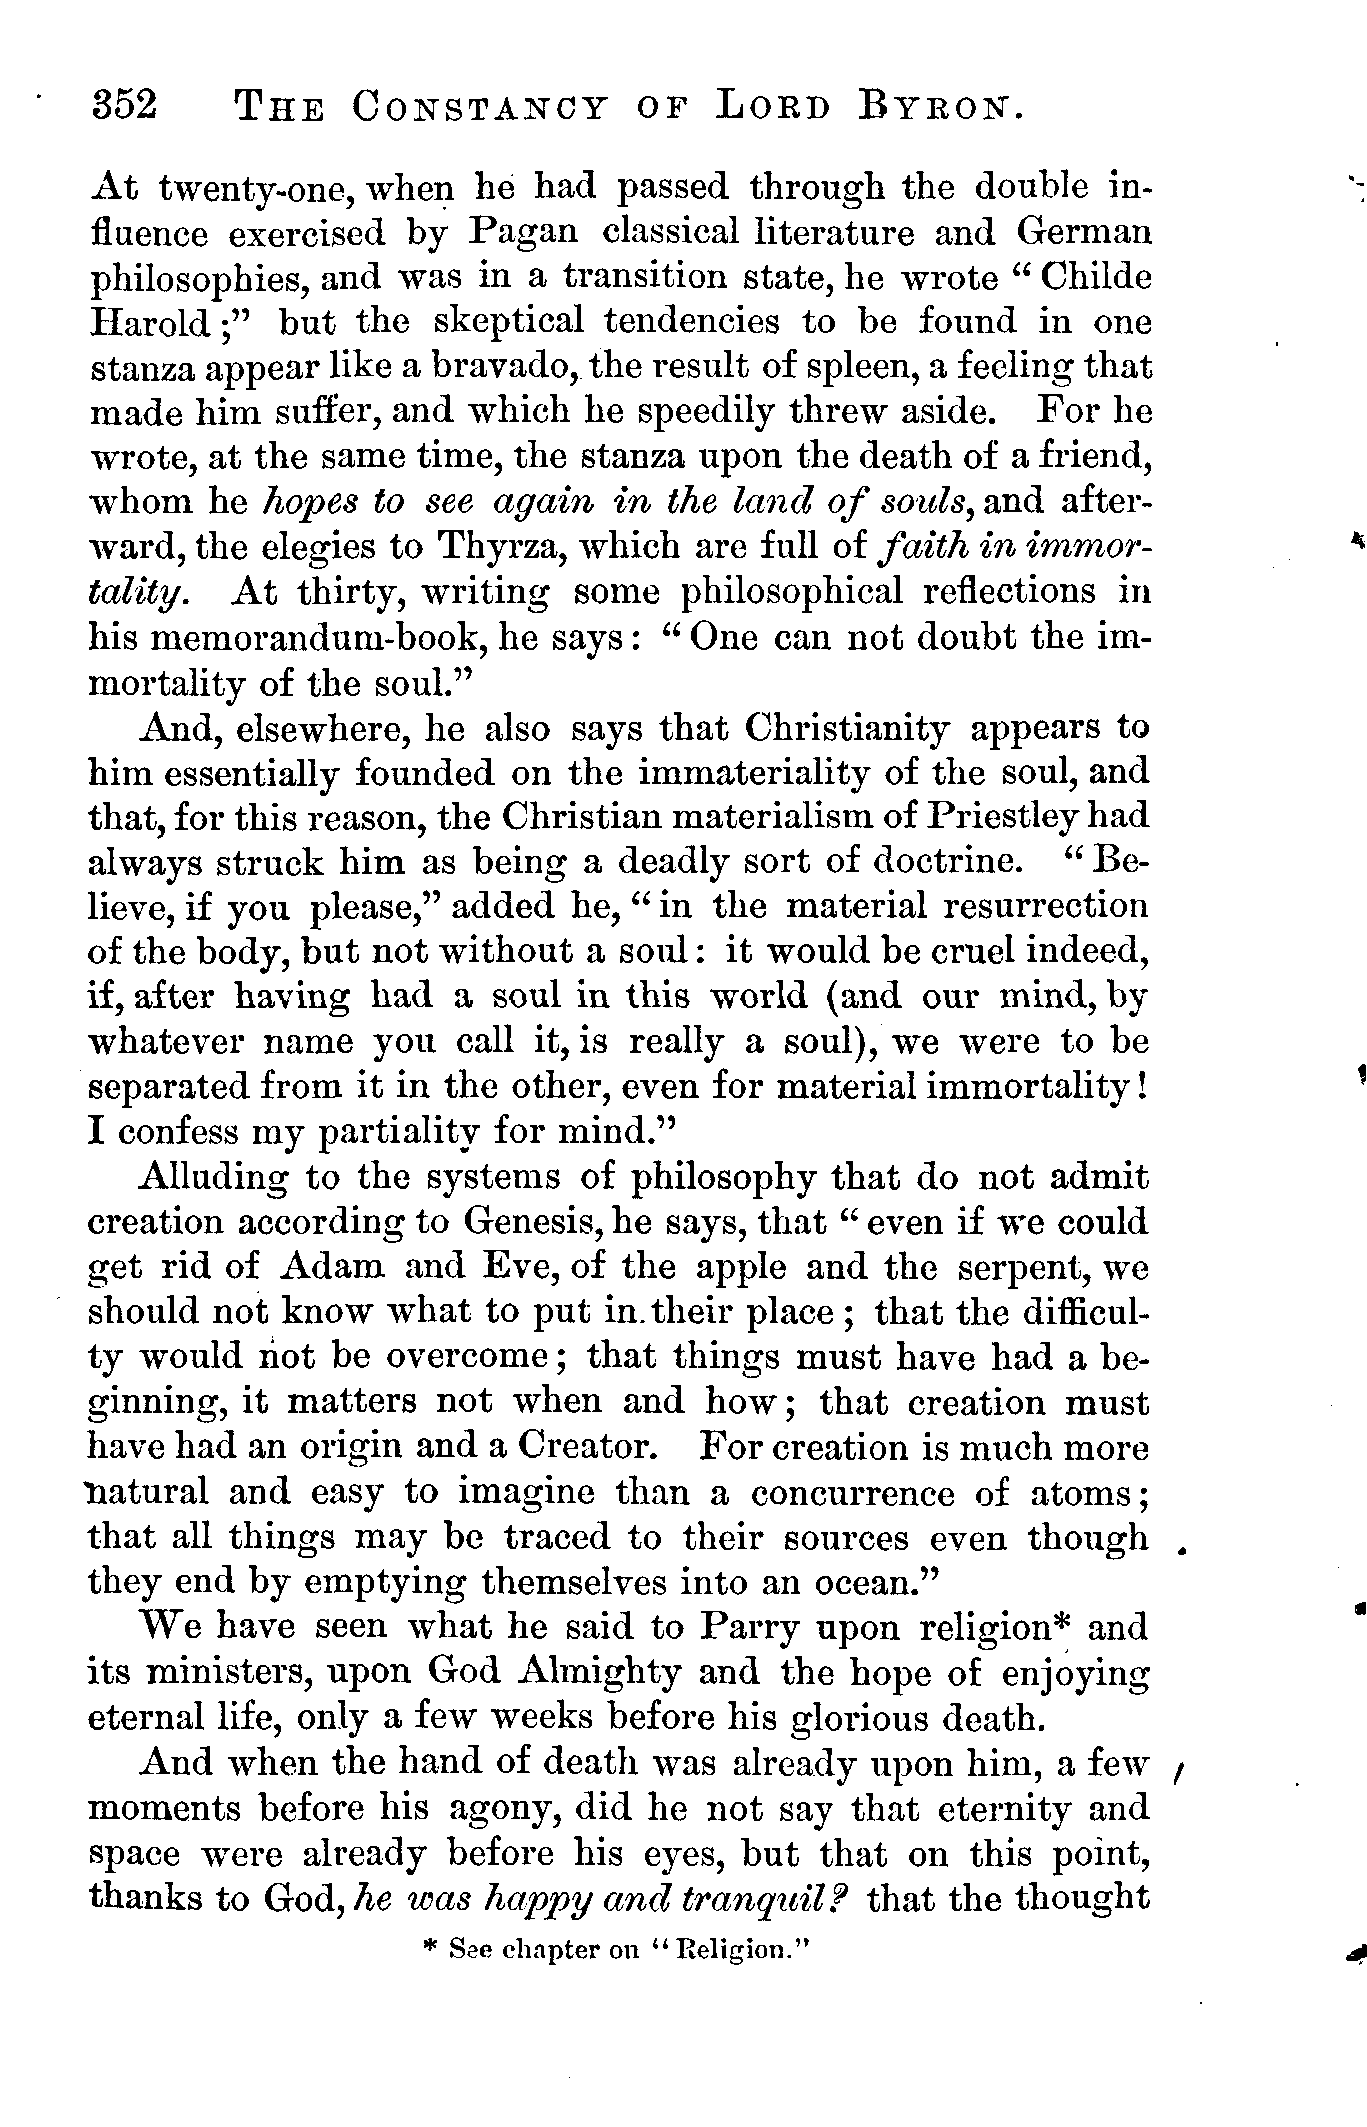 352 THE CONSTANCY OF LORD BYRON.
At twenty-one, when he had passed through the double in-
fluence exercised by Pagan classical literature and German
philosophies, and was in a transition state, he wrote “Childe
Harold;” but the skeptical tendencies to be found in one
stanza appear like a bravado, the result of spleen, a feeling that
made him suffer, and which he speedily threw aside. For he
wrote, at the same time, the stanza upon the death of a friend,
whom he hopes to see again in the land of souls, and after-
ward, the elegies to Thyrza, which are full of faith in immor-
tality. At thirty, writing some philosophical reflections in
his memorandum-book, he says: “One can not doubt the im-
mortality of the soul.”
And, elsewhere, he also says that Christianity appears to
him essentially founded on the immateriality of the soul, and
that, for this reason, the Christian materialism of Priestley had
always struck him as being a deadly sort of doctrine. “Be-
lieve, if you please,” added he, “in the material resurrection
of the body, but not without a soul: it would be cruel indeed,
if, after having had a soul in this world (and our mind, by
whatever name you call it, is really a soul), we were to be
separated from it in the other, even for material immortality!
I confess my partiality for mind.”
Alluding to the systems of philosophy that do not admit
creation according to Genesis, he says, that “even if we could
get rid of Adam and Eve, of the apple and the serpent, we
should not know what to put in their place; that the difficul-
ty would not be overcome; that things must have had a be-
ginning, it matters not when and how; that creation must
have had an origin and a Creator. For creation is much more
natural and easy to imagine than a concurrence of atoms;
that all things may be traced to their sources even though
they end by emptying themselves into an ocean.”
We have seen what he said to Parry upon religion* and
its ministers, upon God Almighty and the hope of enjoying
eternal life, only a few weeks before his glorious death.
And when the hand of death was already upon him, a few
moments before his agony, did he not say that eternity and
space were already before his eyes, but that on this point,
thanks to God, he was happy and tranquil? that the thought
* See chapter on “Religion.”